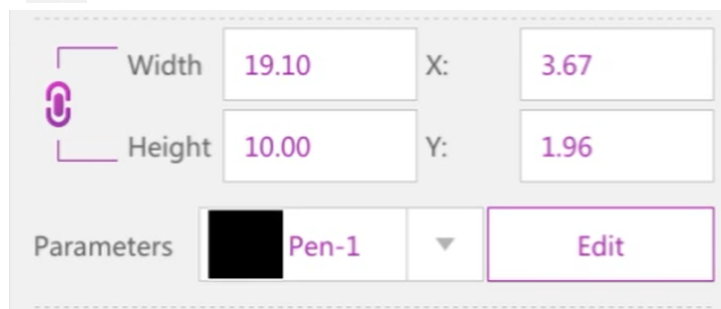 Width 19.10 X: 3.67
Height 10.00 Y: 1.96
Parameters Pen-1 Edit